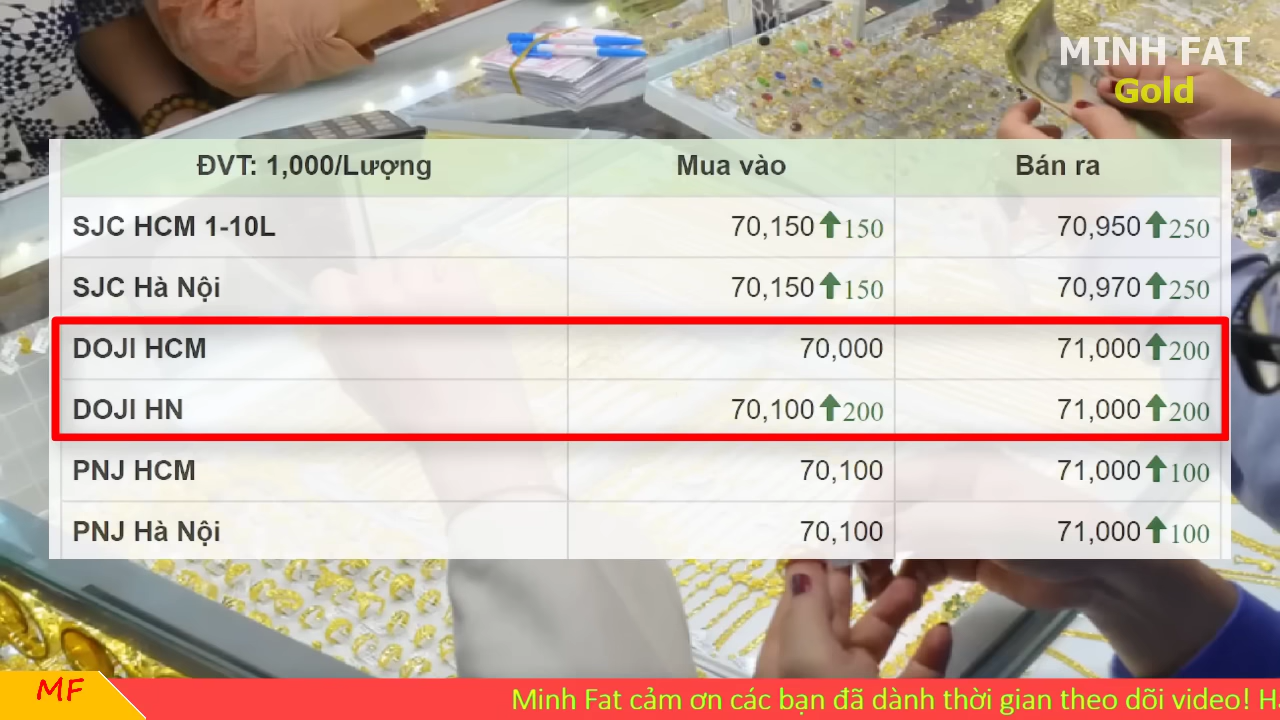 MINH FAT
Gold
ĐVT: 1,000/Lượng Mua vào Bán ra
SJC HCM 1-10L 70,150 150 70,950 250
SJC Hà Nội 70,150 150 70,970 250
DOJI HCM 70,000 71,000 200
DOJI HN 70,100 200 71,000 200
PNJ HCM 70,100 71,000 100
PNJ Hà Nội 70,100 71,000 100
MF Minh Fat cảm ơn các bạn đã dành thời gian theo dõi video! H